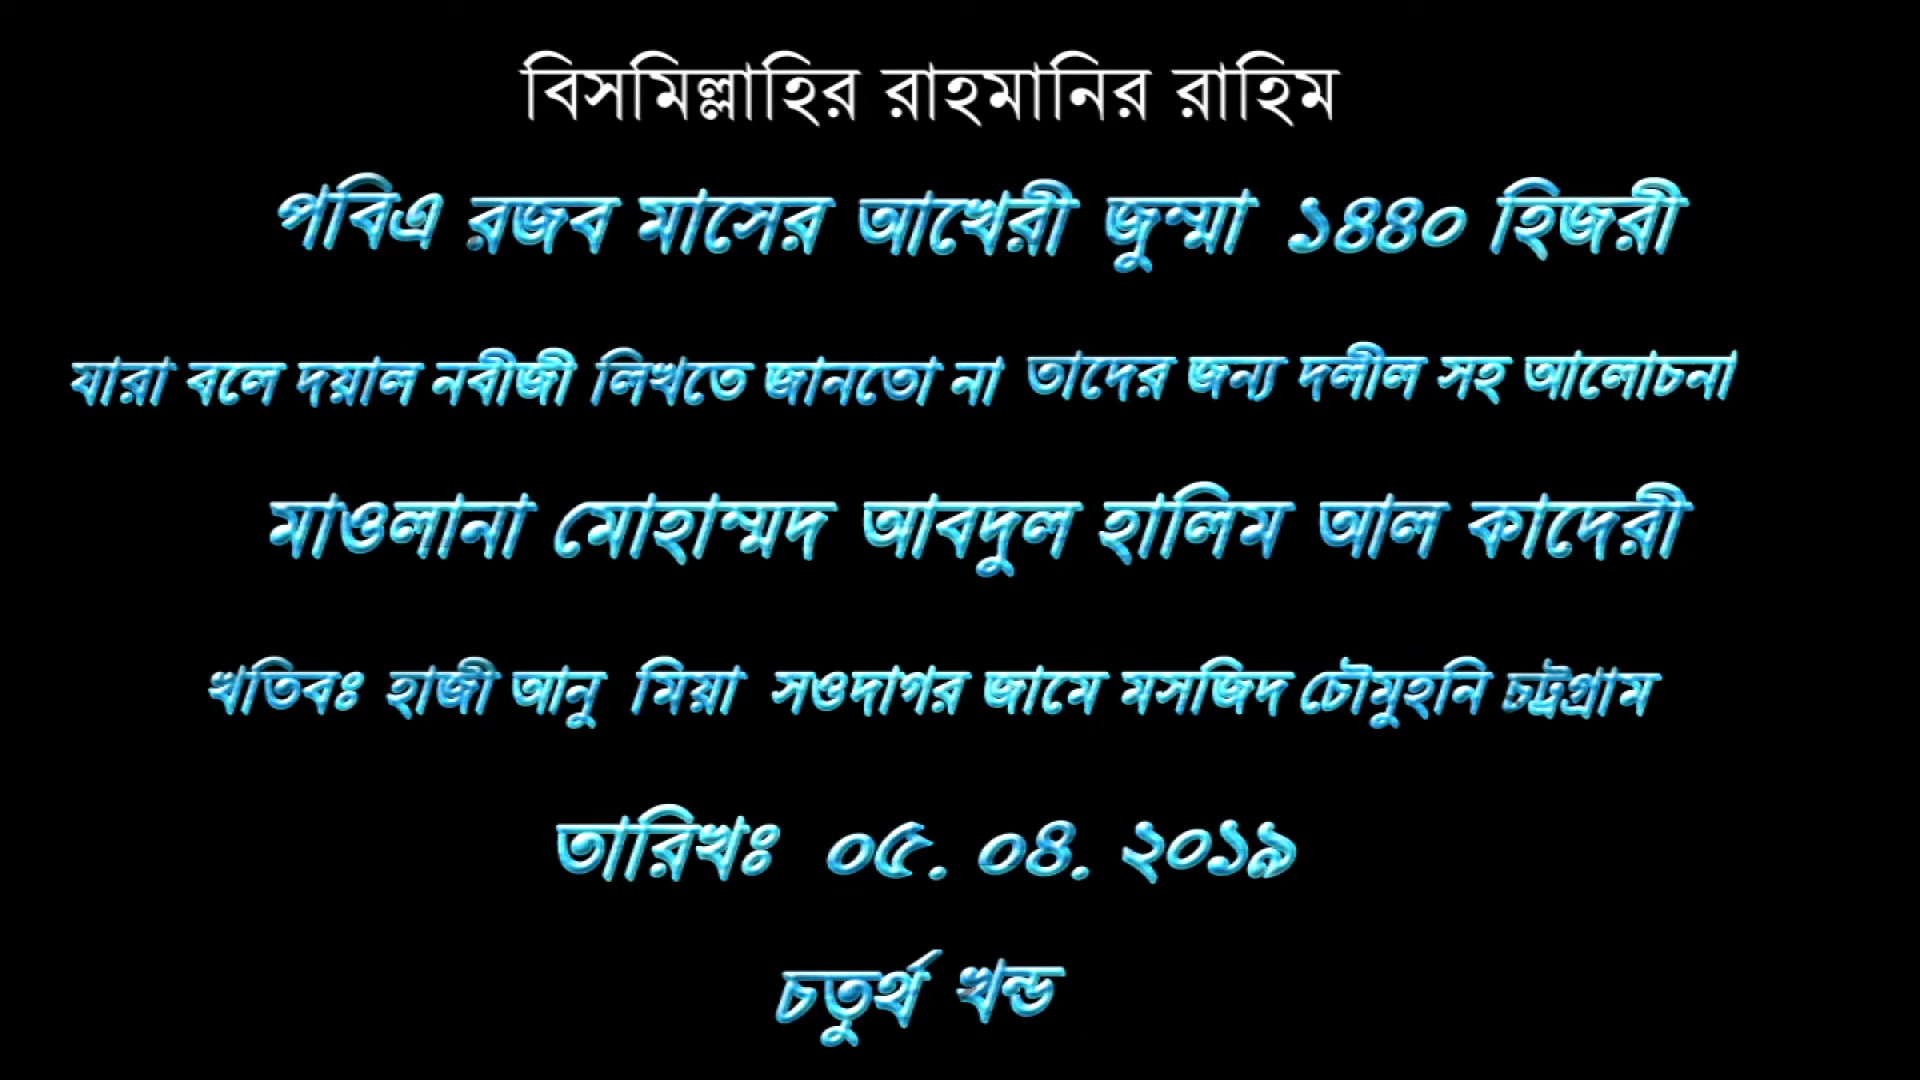 বিসমিল্লাহির রাহমানির রাহিম
পবিএ রজব মাসের আখেরী জুম্মা ১৪৪০ হিজরী
যারা বলে দয়াল নবীজী লিখতে জানতো না তাদের জন্য দলীল সহ আলোচনা
মাওলানা মোহাম্মদ আবদুল হালিম আল কাদেরী
খতিবঃ হাজী আনু মিয়া সওদাগর জামে মসজিদ চৌমুহনি চট্টগ্রাম
তারিখঃ ০৫. ০৪. ২০১৯
চতুর্থ খন্ড